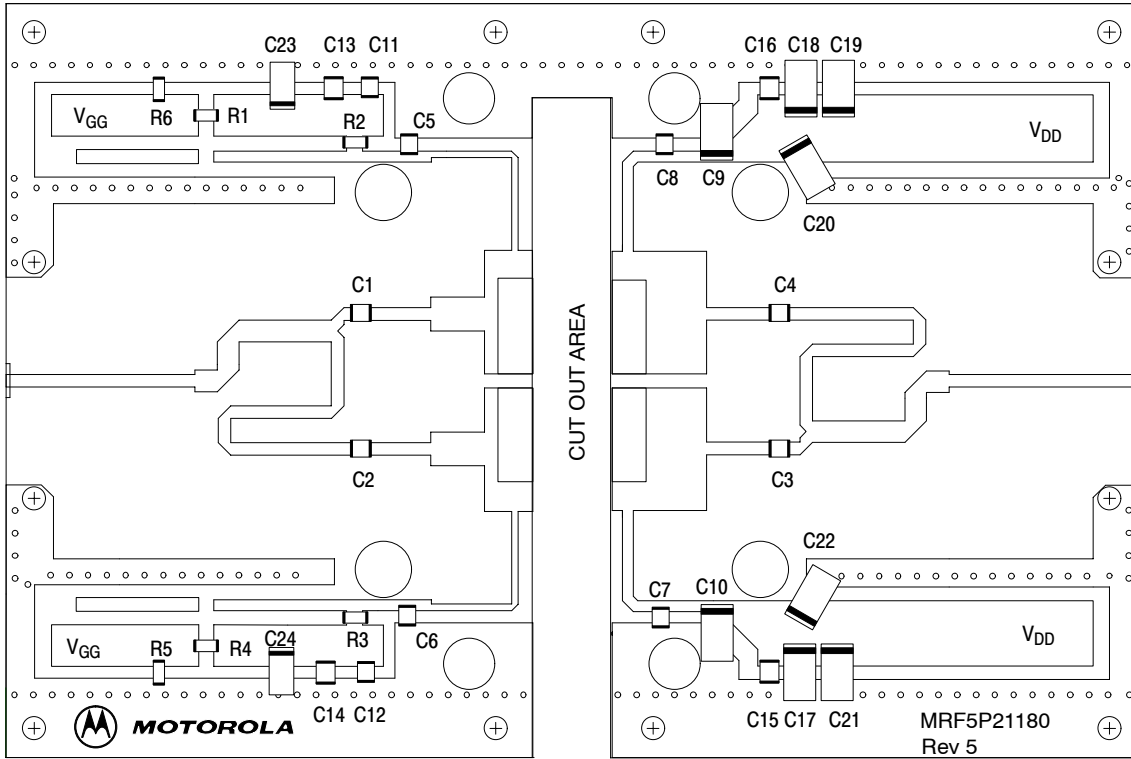 C23 C13 C11 C16 C18 C19
VGG R6 R1 R2 C5 C8 C9 VDD
C20
C1 C4
CUT OUT AREA
C2 C3
C22
C7 C10
VGG R5 R4 C24 R3 C6 VDD
C14 C12 C15 C17 C21
MOTOROLA
MRF5P21180
Rev 5